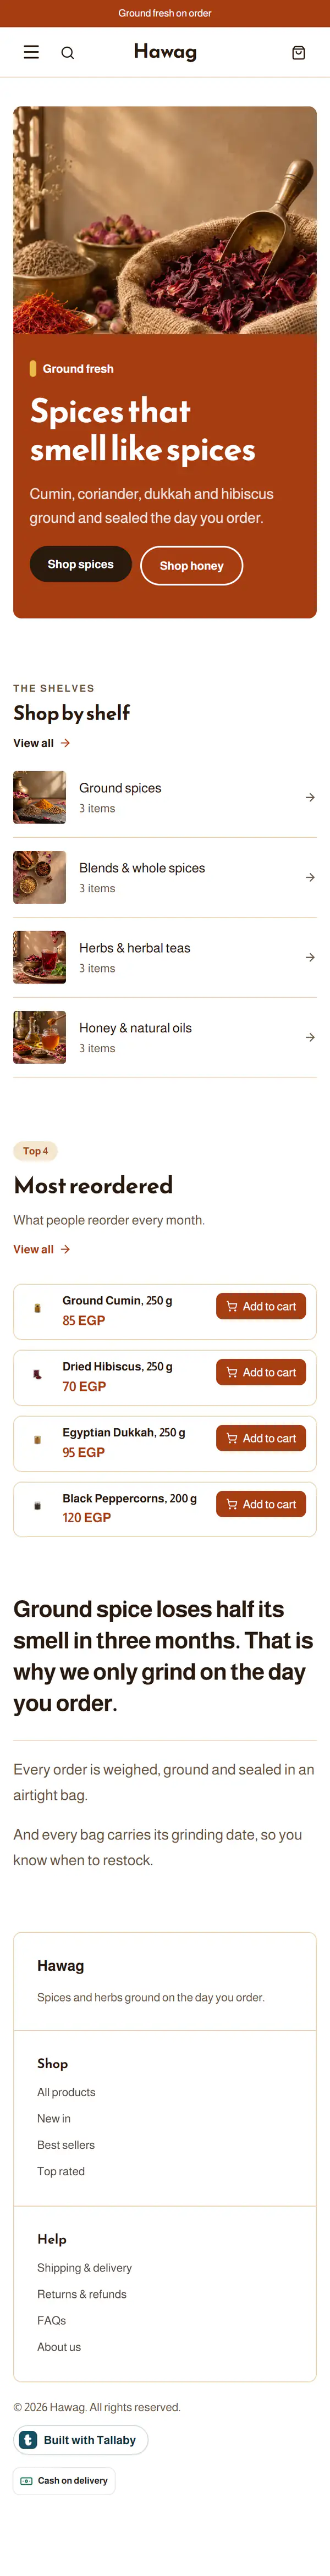 Ground fresh on order
Hawag
Ground fresh
Spices that
smell like spices
Cumin, coriander, dukkah and hibiscus
ground and sealed the day you order.
Shop spices
Shop honey
THE SHELVES
Shop by shelf
View all
Ground spices
3 items
Blends & whole spices
3 items
Herbs & herbal teas
3 items
Honey & natural oils
3 items
Top 4
Most reordered
What people reorder every month.
View all
Ground Cumin, 250 g
85 EGP
Add to cart
Dried Hibiscus, 250 g
70 EGP
Add to cart
Egyptian Dukkah, 250 g
95 EGP
Add to cart
Black Peppercorns, 200 g
120 EGP
Add to cart
Ground spice loses half its
smell in three months. That is
why we only grind on the day
you order.
Every order is weighed, ground and sealed in an
airtight bag.
And every bag carries its grinding date, so you
know when to restock.
Hawag
Spices and herbs ground on the day you order.
Shop
All products
New in
Best sellers
Top rated
Help
Shipping & delivery
Returns & refunds
FAQs
About us
© 2026 Hawag. All rights reserved.
t Built with Tallaby
Cash on delivery